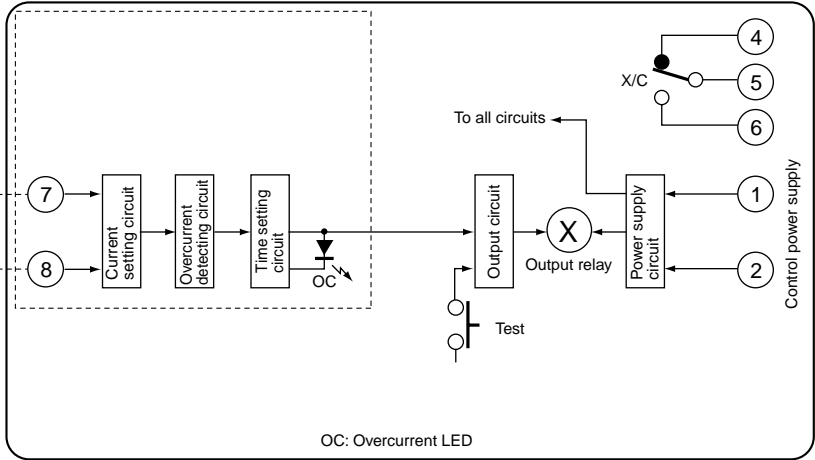 4
X/C
5
6
To all circuits
Control power supply
7
8
Current
setting circuit
Overcurrent
detecting circuit
Time setting
circuit
OC
Output circuit
X
Output relay
Power supply
circuit
1
2
Test
OC: Overcurrent LED